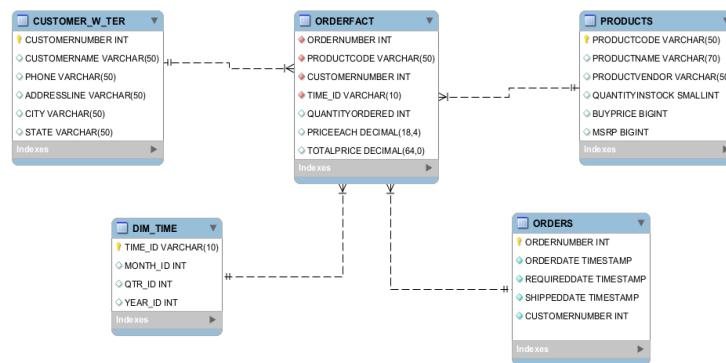 CUSTOMER_W_TER
CUSTOMERNUMBER INT
CUSTOMERNAME VARCHAR(50)
PHONE VARCHAR(50)
ADDRESSLINE VARCHAR(50)
CITY VARCHAR(50)
STATE VARCHAR(50)
Indexes
ORDERFACT
ORDERNUMBER INT
PRODUCTCODE VARCHAR(50)
CUSTOMERNUMBER INT
TIME_ID VARCHAR(10)
QUANTITYORDERED INT
PRICEEACH DECIMAL(18,4)
TOTALPRICE DECIMAL(64,0)
Indexes
PRODUCTS
PRODUCTCODE VARCHAR(50)
PRODUCTNAME VARCHAR(70)
PRODUCTVENDOR VARCHAR(50
QUANTITYINSTOCK SMALLINT
BUYPRICE BIGINT
MSRP BIGINT
Indexes
DIM_TIME
TIME_ID VARCHAR(10)
MONTH_ID INT
QTR_ID INT
YEAR_ID INT
Indexes
ORDERS
ORDERNUMBER INT
ORDERDATE TIMESTAMP
REQUIREDDATE TIMESTAMP
SHIPPEDDATE TIMESTAMP
CUSTOMERNUMBER INT
Indexes